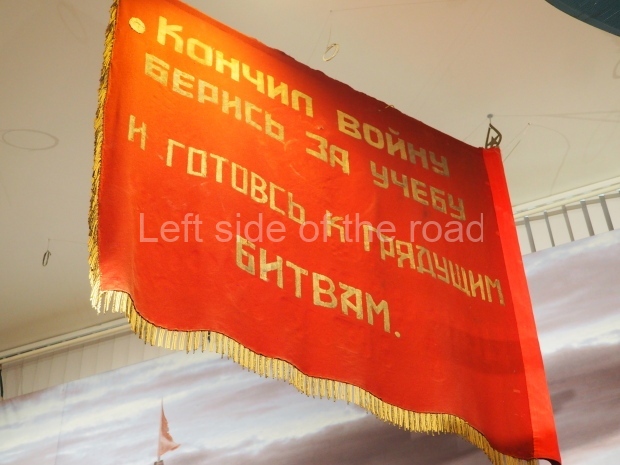 • КОНЧИЛ ВОЙНУ
БЕРИСЬ ЗА УЧЕБУ
И ГОТОВСЬ К ГРЯДУЩИМ
БИТВАМ.
Left side of the road